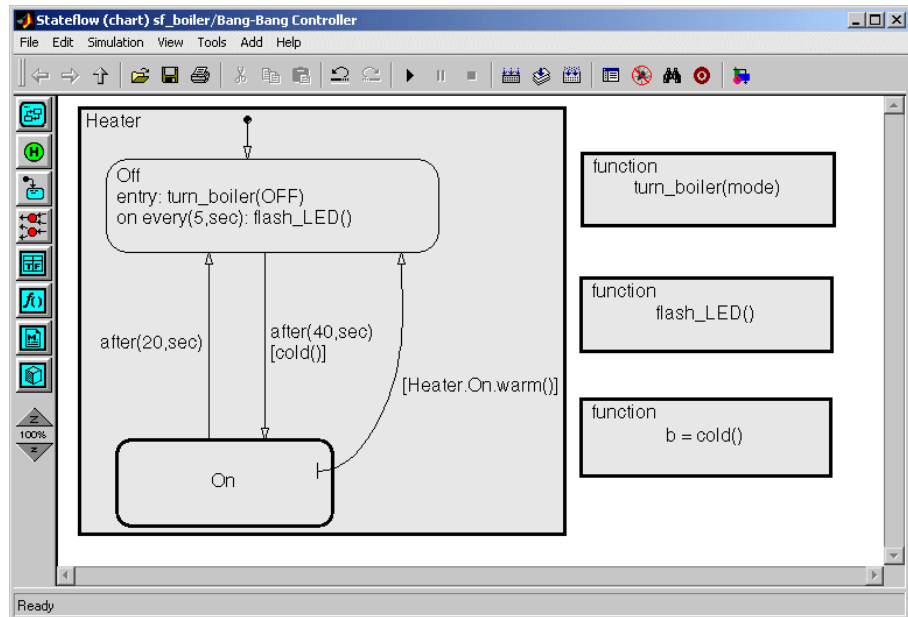 Stateflow (chart) sf_boiler/Bang-Bang Controller
File Edit Simulation View Tools Add Help
Heater
Off
entry: turn_boiler(OFF)
on every(5,sec): flash_LED()
after(20,sec)
after(40,sec)
[cold()]
[Heater.On.warm()]
On
function
turn_boiler(mode)
function
flash_LED()
function
b = cold()
H
TF
f()
M
Z
100%
Z
Ready